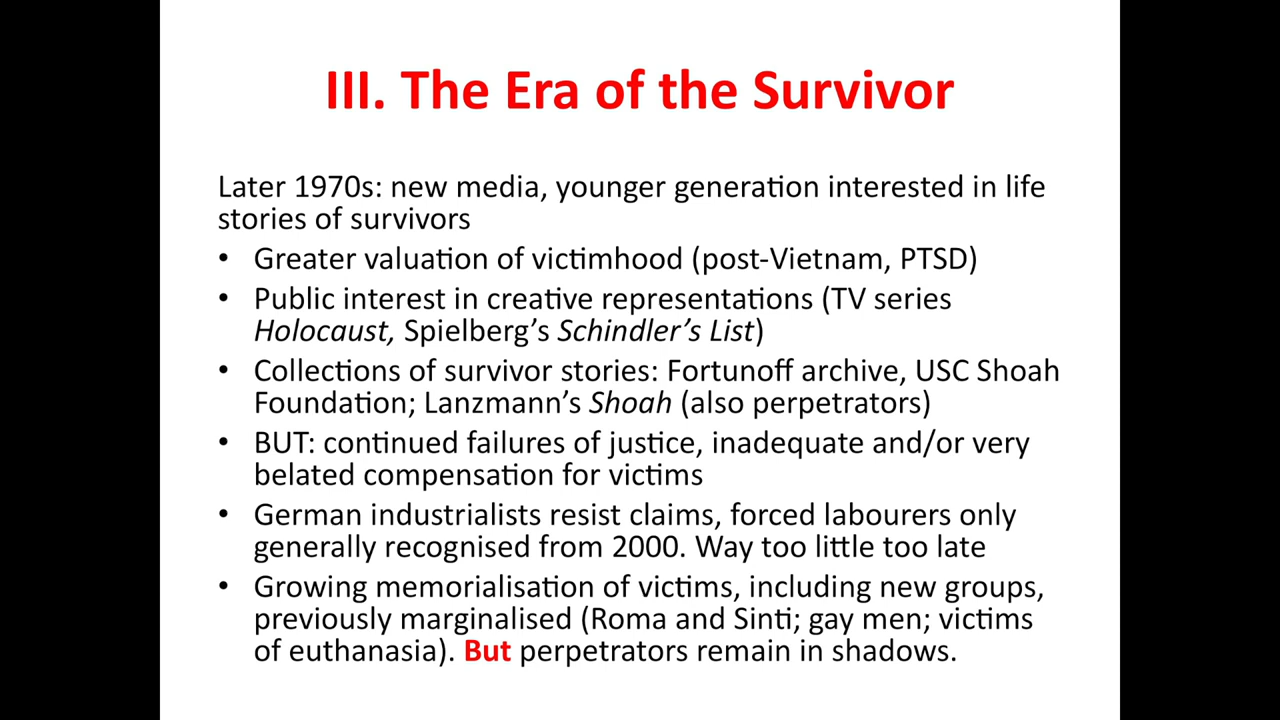 III. The Era of the Survivor
Later 1970s: new media, younger generation interested in life
stories of survivors
• Greater valuation of victimhood (post-Vietnam, PTSD)
• Public interest in creative representations (TV series
Holocaust, Spielberg’s Schindler’s List)
• Collections of survivor stories: Fortunoff archive, USC Shoah
Foundation; Lanzmann’s Shoah (also perpetrators)
• BUT: continued failures of justice, inadequate and/or very
belated compensation for victims
• German industrialists resist claims, forced labourers only
generally recognised from 2000. Way too little too late
• Growing memorialisation of victims, including new groups,
previously marginalised (Roma and Sinti; gay men; victims
of euthanasia). But perpetrators remain in shadows.